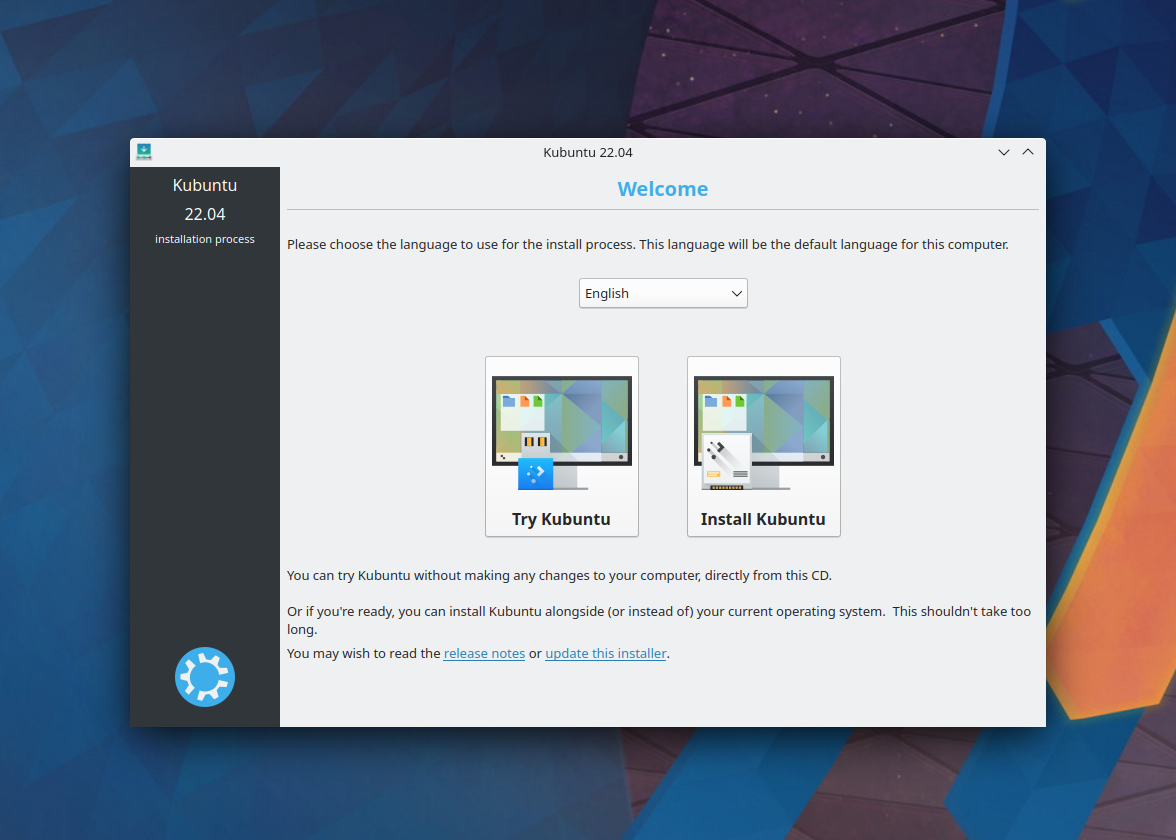 Kubuntu 22.04
Kubuntu
22.04
installation process
Welcome
Please choose the language to use for the install process. This language will be the default language for this computer.
English
Try Kubuntu
Install Kubuntu
You can try Kubuntu without making any changes to your computer, directly from this CD.
Or if you're ready, you can install Kubuntu alongside (or instead of) your current operating system.  This shouldn't take too
long.
You may wish to read the release notes or update this installer.